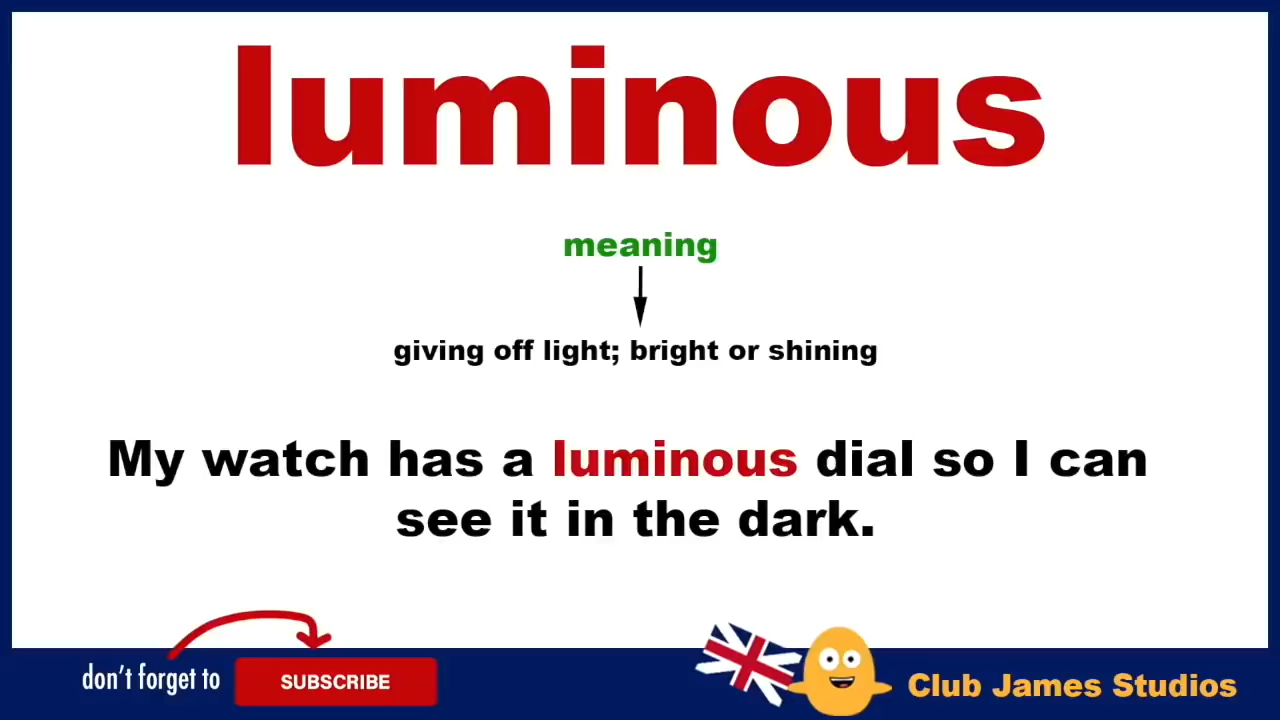 luminous
meaning
giving off light; bright or shining
My watch has a luminous dial so I can
see it in the dark.
don't forget to
SUBSCRIBE
Club James Studios